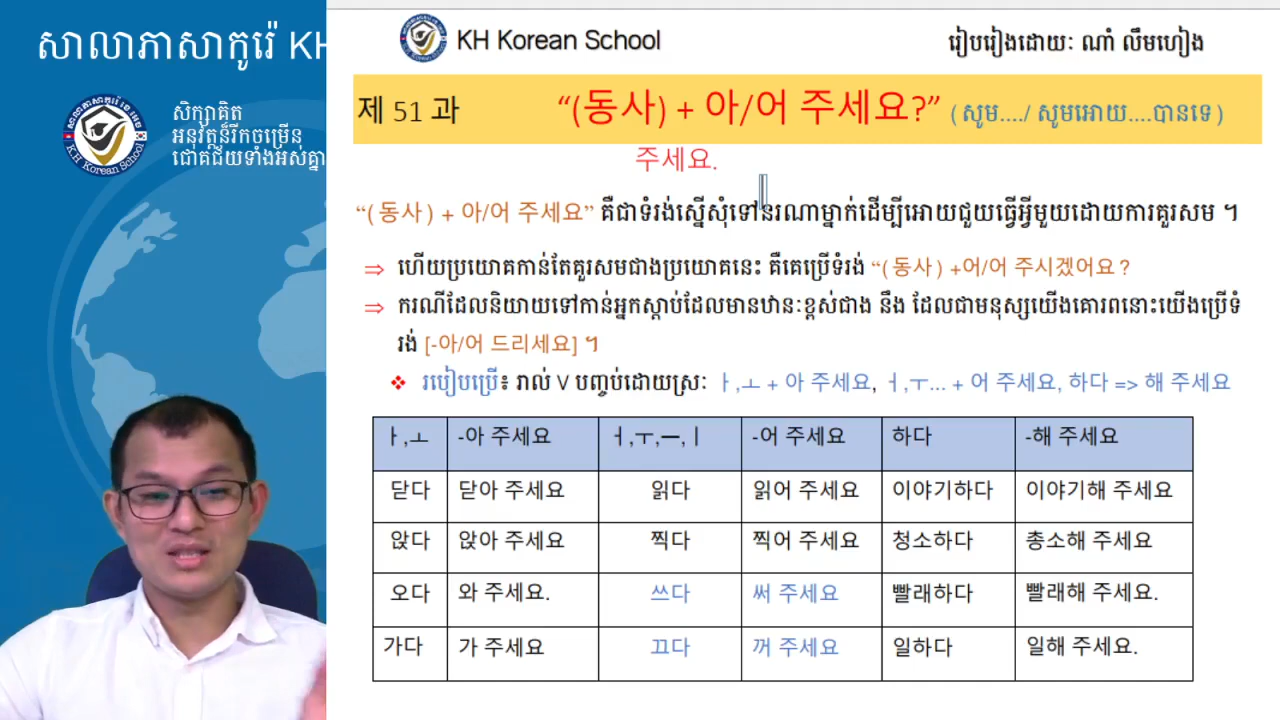 សាលាភាសាកូរ៉េ KH
សិក្សាគិត
អនុវត្តន៏រីកចម្រើន
ជោគជ័យទាំងអស់គ្នា
KH Korean School
រៀបរៀងដោយៈ ណាំ លឹមហៀង
제 51 과 “(동사) + 아/어 주세요?” (សូម..../ សូមអោយ....បានទេ)
주세요.
“(동사) + 아/어 주세요” គឺជាទំរង់ស្នើសុំទៅនរណាម្នាក់ដើម្បីអោយជួយធ្វើអ្វីមួយដោយការគួរសម ។
⇒ ហើយប្រយោគកាន់តែគួរសមជាងប្រយោគនេះ គឺគេប្រើទំរង់ “(동사) +어/어 주시겠어요?
⇒ ករណីដែលនិយាយទៅកាន់អ្នកស្តាប់ដែលមានឋានៈខ្ពស់ជាង នឹង ដែលជាមនុស្សយើងគោរពនោះយើងប្រើទំ
រង់ [-아/어 드리세요] ។
❖ របៀបប្រើ៖ រាល់ V បញ្ចប់ដោយស្រៈ ㅏ,ㅗ + 아 주세요, ㅓ,ㅜ... + 어 주세요, 하다 => 해 주세요
ㅏ,ㅗ -아 주세요 ㅓ,ㅜ,ㅡ,ㅣ -어 주세요 하다 -해 주세요
닫다 닫아 주세요 읽다 읽어 주세요 이야기하다 이야기해 주세요
앉다 앉아 주세요 찍다 찍어 주세요 청소하다 총소해 주세요
오다 와 주세요. 쓰다 써 주세요 빨래하다 빨래해 주세요.
가다 가 주세요 끄다 꺼 주세요 일하다 일해 주세요.